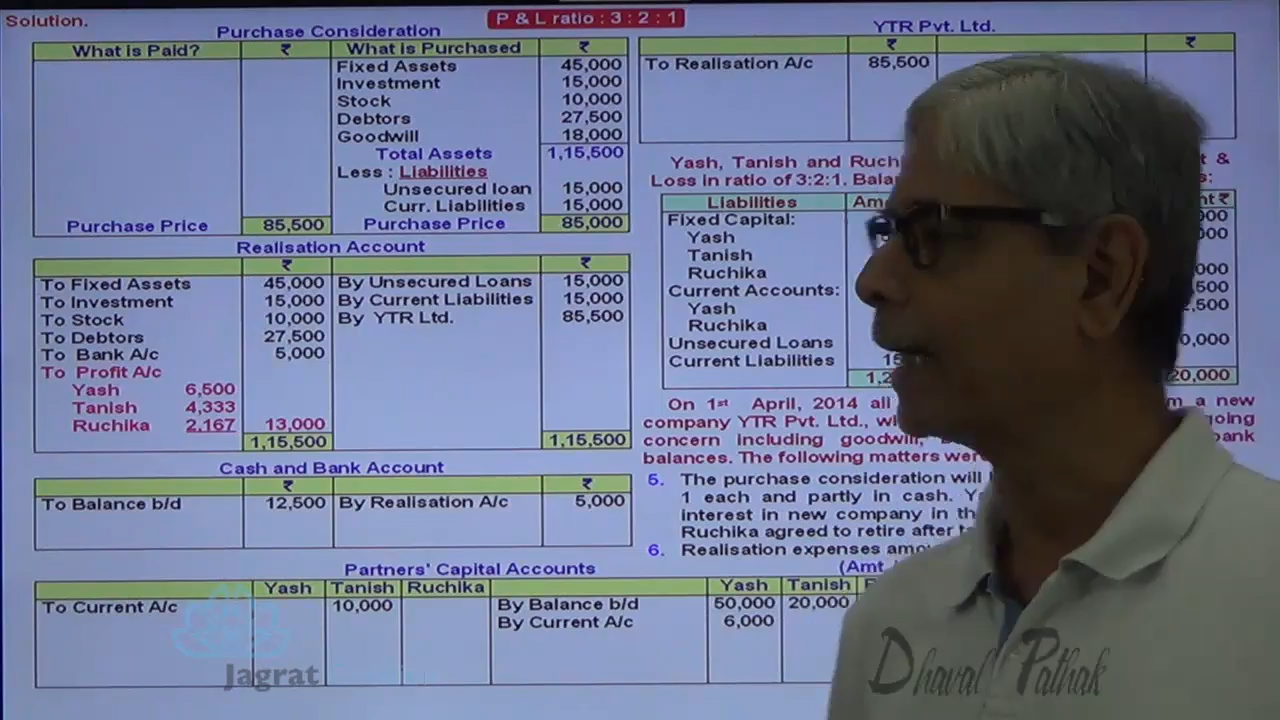 Solution.
P & L ratio : 3 : 2 : 1
Purchase Consideration
What is Paid? ₹ What is Purchased ₹
Fixed Assets 45,000
Investment 15,000
Stock 10,000
Debtors 27,500
Goodwill 18,000
Total Assets 1,15,500
Less : Liabilities
Unsecured loan 15,000
Curr. Liabilities 15,000
Purchase Price 85,500 Purchase Price 85,000
Realisation Account
₹ ₹
To Fixed Assets 45,000 By Unsecured Loans 15,000
To Investment 15,000 By Current Liabilities 15,000
To Stock 10,000 By YTR Ltd. 85,500
To Debtors 27,500
To Bank A/c 5,000
To Profit A/c
Yash 6,500
Tanish 4,333
Ruchika 2,167 13,000
1,15,500 1,15,500
Cash and Bank Account
₹ ₹
To Balance b/d 12,500 By Realisation A/c 5,000
YTR Pvt. Ltd.
₹ ₹
To Realisation A/c 85,500
Yash, Tanish and &
Loss in ratio of 3:2:1.
Liabilities
Fixed Capital:
Yash
Tanish
Ruchika
Current Accounts:
Yash
Ruchika
Unsecured Loans
Current Liabilities
On 1st April, 2014 all a new
company YTR Pvt. Ltd.,
concern including goodwill,
balances. The following matters
5. The purchase consideration will
1 each and partly in cash.
interest in new company in
Ruchika agreed to retire after
6. Realisation expenses
Partners' Capital Accounts
Yash Tanish Ruchika Yash Tanish
To Current A/c 10,000 By Balance b/d 50,000 20,000
By Current A/c 6,000
Jagrat
Dhaval Pathak